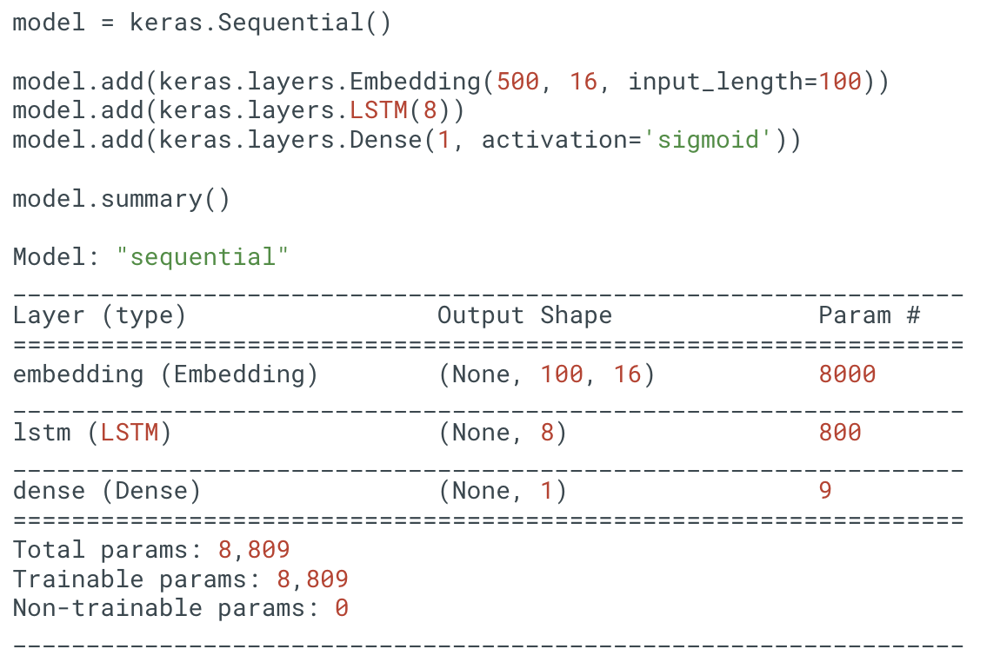 model = keras.Sequential()
model.add(keras.layers.Embedding(500, 16, input_length=100))
model.add(keras.layers.LSTM(8))
model.add(keras.layers.Dense(1, activation='sigmoid'))
model.summary()
Model: "sequential"
_________________________________________________________________
Layer (type)                 Output Shape              Param #
=================================================================
embedding (Embedding)        (None, 100, 16)           8000
_________________________________________________________________
lstm (LSTM)                  (None, 8)                 800
_________________________________________________________________
dense (Dense)                (None, 1)                 9
=================================================================
Total params: 8,809
Trainable params: 8,809
Non-trainable params: 0
_________________________________________________________________